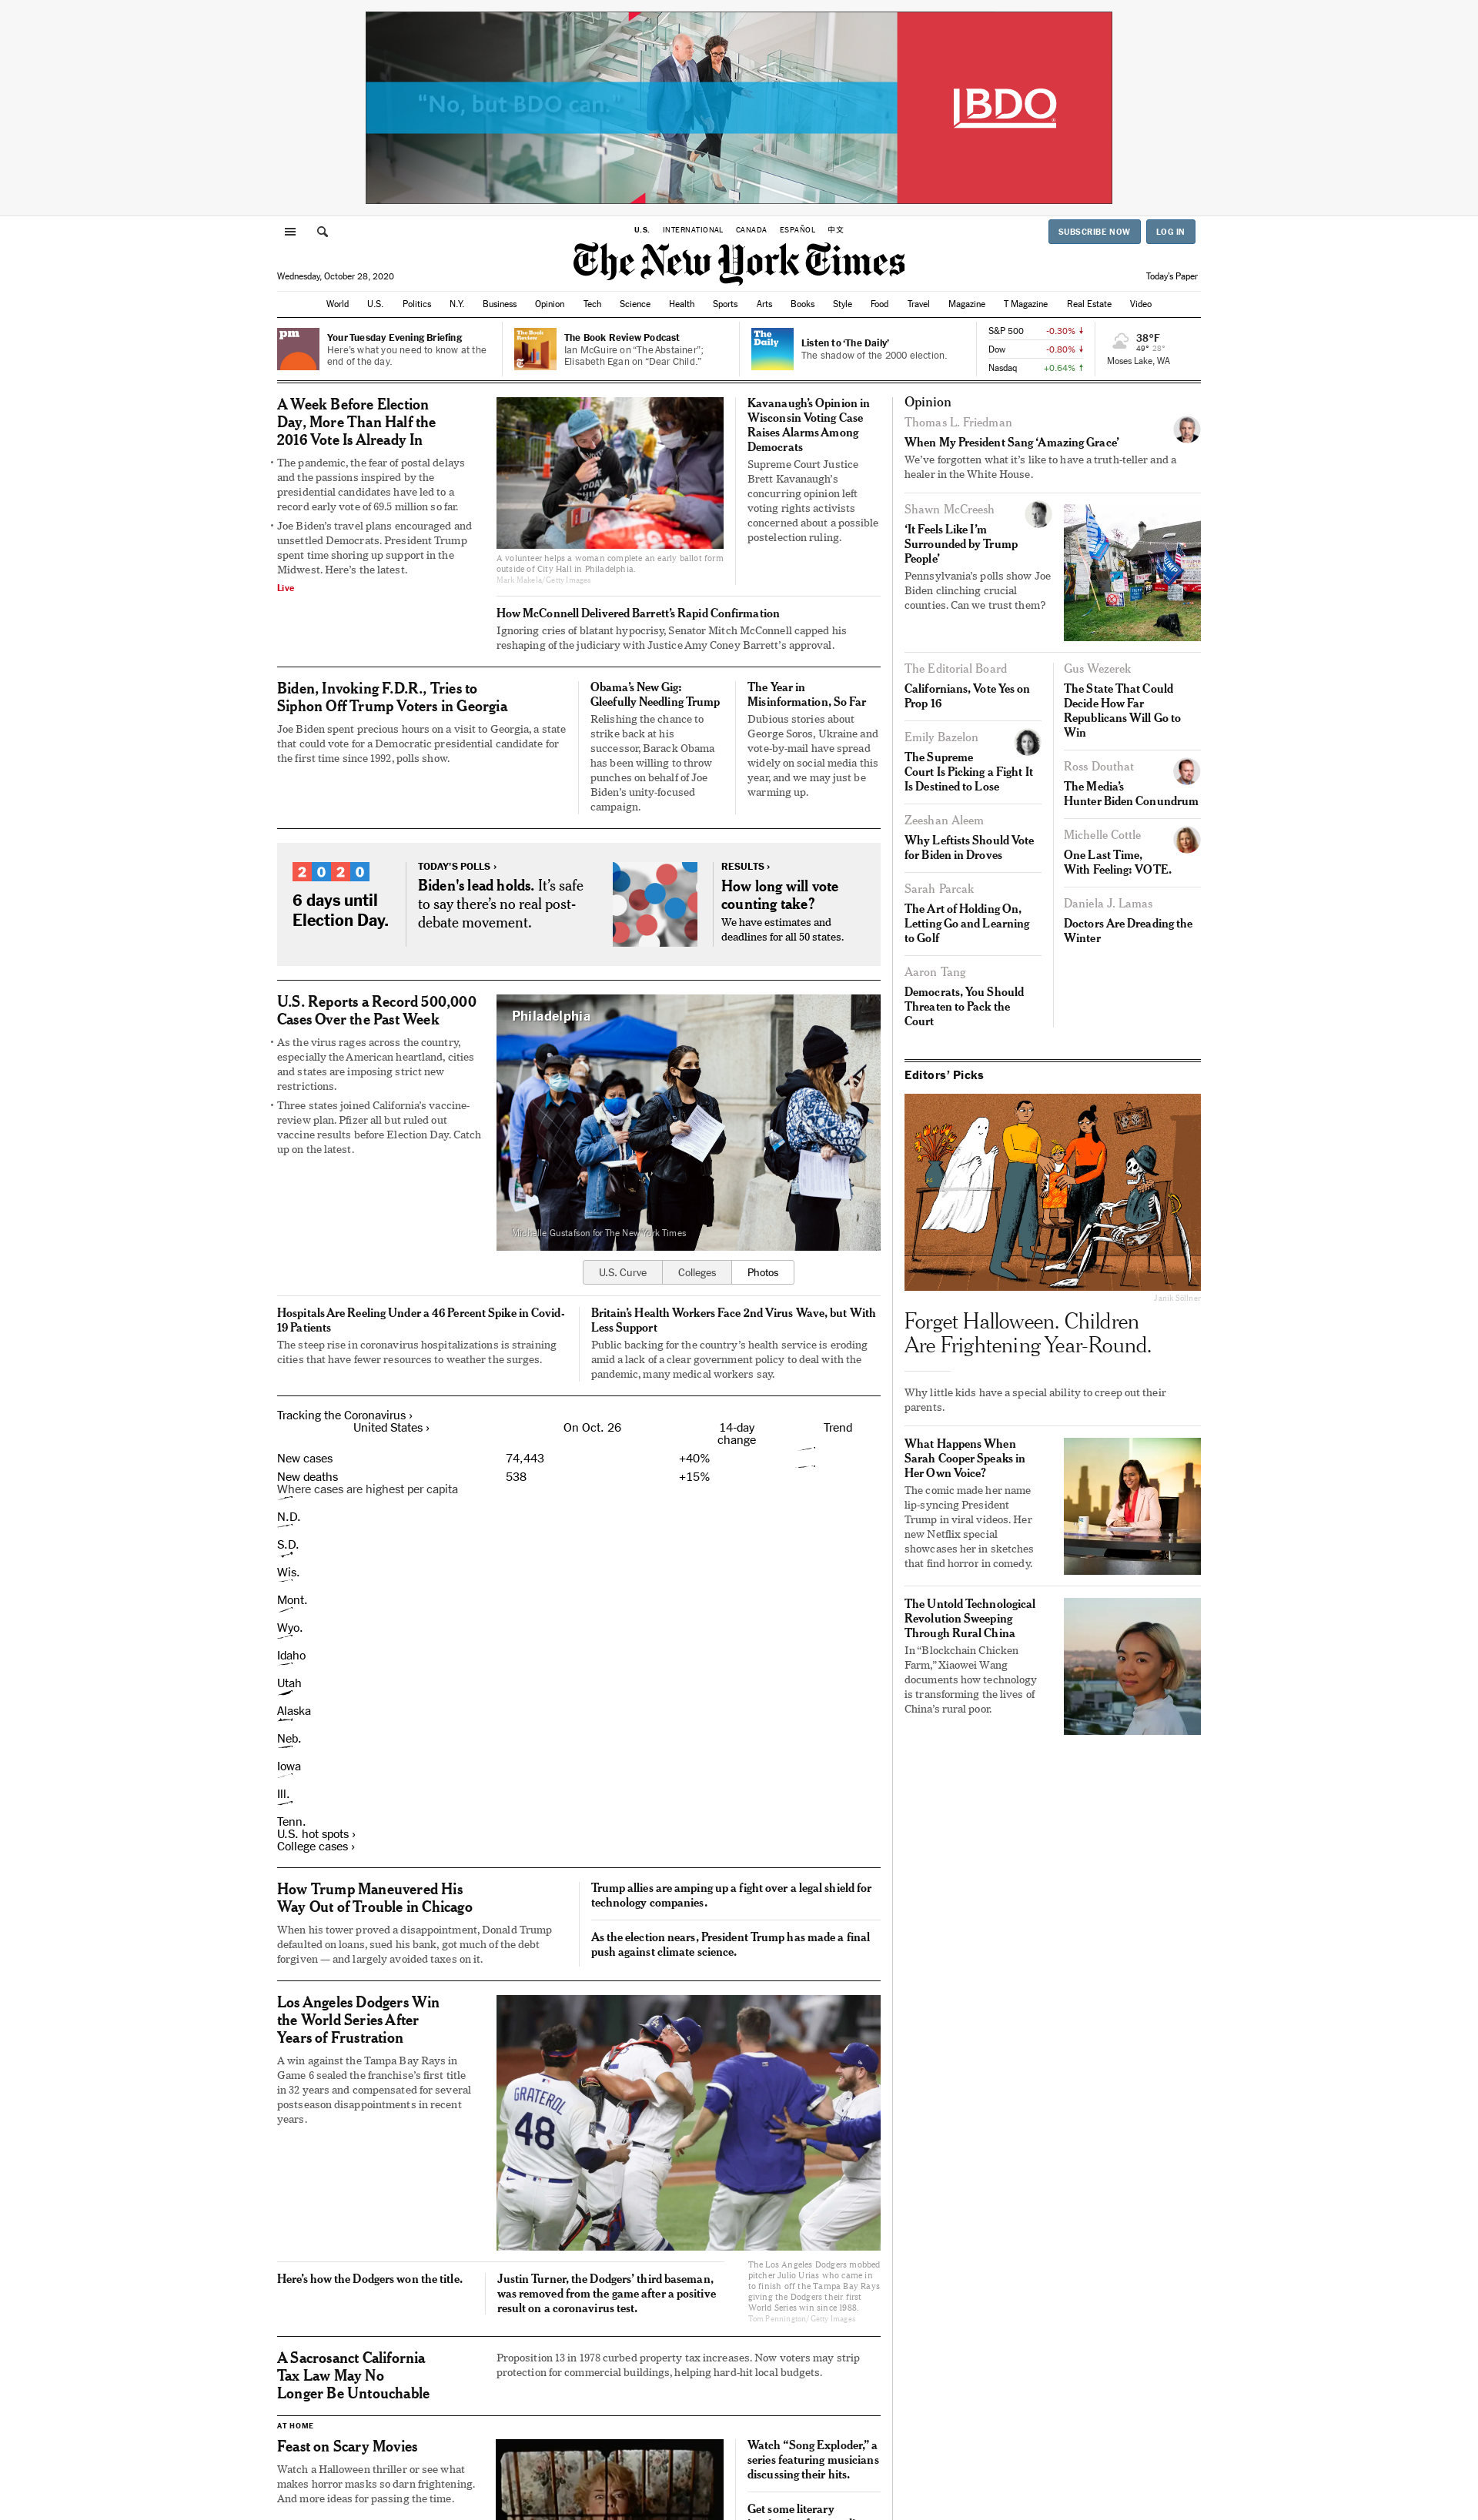 “No, but BDO can.”
BDO
U.S. INTERNATIONAL CANADA ESPAÑOL 中文
SUBSCRIBE NOW LOG IN
The New York Times
Wednesday, October 28, 2020
Today’s Paper
World U.S. Politics N.Y. Business Opinion Tech Science Health Sports Arts Books Style Food Travel Magazine T Magazine Real Estate Video
pm
Your Tuesday Evening Briefing
Here’s what you need to know at the
end of the day.
The Book
Review
The Book Review Podcast
Ian McGuire on “The Abstainer”;
Elisabeth Egan on “Dear Child.”
The
Daily
Listen to ‘The Daily’
The shadow of the 2000 election.
S&P 500 -0.30%
Dow -0.80%
Nasdaq +0.64%
38°F
49° 28°
Moses Lake, WA
A Week Before Election
Day, More Than Half the
2016 Vote Is Already In
The pandemic, the fear of postal delays
and the passions inspired by the
presidential candidates have led to a
record early vote of 69.5 million so far.
Joe Biden’s travel plans encouraged and
unsettled Democrats. President Trump
spent time shoring up support in the
Midwest. Here’s the latest.
Live
A volunteer helps a woman complete an early ballot form
outside of City Hall in Philadelphia.
Mark Makela/Getty Images
Kavanaugh’s Opinion in
Wisconsin Voting Case
Raises Alarms Among
Democrats
Supreme Court Justice
Brett Kavanaugh’s
concurring opinion left
voting rights activists
concerned about a possible
postelection ruling.
How McConnell Delivered Barrett’s Rapid Confirmation
Ignoring cries of blatant hypocrisy, Senator Mitch McConnell capped his
reshaping of the judiciary with Justice Amy Coney Barrett’s approval.
Biden, Invoking F.D.R., Tries to
Siphon Off Trump Voters in Georgia
Joe Biden spent precious hours on a visit to Georgia, a state
that could vote for a Democratic presidential candidate for
the first time since 1992, polls show.
Obama’s New Gig:
Gleefully Needling Trump
Relishing the chance to
strike back at his
successor, Barack Obama
has been willing to throw
punches on behalf of Joe
Biden’s unity-focused
campaign.
The Year in
Misinformation, So Far
Dubious stories about
George Soros, Ukraine and
vote-by-mail have spread
widely on social media this
year, and we may just be
warming up.
2020
6 days until
Election Day.
TODAY’S POLLS ›
Biden's lead holds. It’s safe
to say there’s no real post-
debate movement.
RESULTS ›
How long will vote
counting take?
We have estimates and
deadlines for all 50 states.
U.S. Reports a Record 500,000
Cases Over the Past Week
As the virus rages across the country,
especially the American heartland, cities
and states are imposing strict new
restrictions.
Three states joined California’s vaccine-
review plan. Pfizer all but ruled out
vaccine results before Election Day. Catch
up on the latest.
Philadelphia
Michelle Gustafson for The New York Times
U.S. Curve Colleges Photos
Hospitals Are Reeling Under a 46 Percent Spike in Covid-
19 Patients
The steep rise in coronavirus hospitalizations is straining
cities that have fewer resources to weather the surges.
Britain’s Health Workers Face 2nd Virus Wave, but With
Less Support
Public backing for the country’s health service is eroding
amid a lack of a clear government policy to deal with the
pandemic, many medical workers say.
Tracking the Coronavirus ›
United States › On Oct. 26 14-day
change Trend
New cases 74,443 +40%
New deaths 538 +15%
Where cases are highest per capita
N.D.
S.D.
Wis.
Mont.
Wyo.
Idaho
Utah
Alaska
Neb.
Iowa
Ill.
Tenn.
U.S. hot spots ›
College cases ›
How Trump Maneuvered His
Way Out of Trouble in Chicago
When his tower proved a disappointment, Donald Trump
defaulted on loans, sued his bank, got much of the debt
forgiven — and largely avoided taxes on it.
Trump allies are amping up a fight over a legal shield for
technology companies.
As the election nears, President Trump has made a final
push against climate science.
Los Angeles Dodgers Win
the World Series After
Years of Frustration
A win against the Tampa Bay Rays in
Game 6 sealed the franchise’s first title
in 32 years and compensated for several
postseason disappointments in recent
years.
GRATEROL
48
Here’s how the Dodgers won the title.
Justin Turner, the Dodgers’ third baseman,
was removed from the game after a positive
result on a coronavirus test.
The Los Angeles Dodgers mobbed
pitcher Julio Urías who came in
to finish off the Tampa Bay Rays
giving the Dodgers their first
World Series win since 1988.
Tom Pennington/Getty Images
A Sacrosanct California
Tax Law May No
Longer Be Untouchable
Proposition 13 in 1978 curbed property tax increases. Now voters may strip
protection for commercial buildings, helping hard-hit local budgets.
AT HOME
Feast on Scary Movies
Watch a Halloween thriller or see what
makes horror masks so darn frightening.
And more ideas for passing the time.
Watch “Song Exploder,” a
series featuring musicians
discussing their hits.
Get some literary
Opinion
Thomas L. Friedman
When My President Sang ‘Amazing Grace’
We’ve forgotten what it’s like to have a truth-teller and a
healer in the White House.
Shawn McCreesh
‘It Feels Like I’m
Surrounded by Trump
People’
Pennsylvania’s polls show Joe
Biden clinching crucial
counties. Can we trust them?
TRUMP
The Editorial Board
Californians, Vote Yes on
Prop 16
Emily Bazelon
The Supreme
Court Is Picking a Fight It
Is Destined to Lose
Zeeshan Aleem
Why Leftists Should Vote
for Biden in Droves
Sarah Parcak
The Art of Holding On,
Letting Go and Learning
to Golf
Aaron Tang
Democrats, You Should
Threaten to Pack the
Court
Gus Wezerek
The State That Could
Decide How Far
Republicans Will Go to
Win
Ross Douthat
The Media’s
Hunter Biden Conundrum
Michelle Cottle
One Last Time,
With Feeling: VOTE.
Daniela J. Lamas
Doctors Are Dreading the
Winter
Editors’ Picks
Janik Söllner
Forget Halloween. Children
Are Frightening Year-Round.
Why little kids have a special ability to creep out their
parents.
What Happens When
Sarah Cooper Speaks in
Her Own Voice?
The comic made her name
lip-syncing President
Trump in viral videos. Her
new Netflix special
showcases her in sketches
that find horror in comedy.
The Untold Technological
Revolution Sweeping
Through Rural China
In “Blockchain Chicken
Farm,” Xiaowei Wang
documents how technology
is transforming the lives of
China’s rural poor.